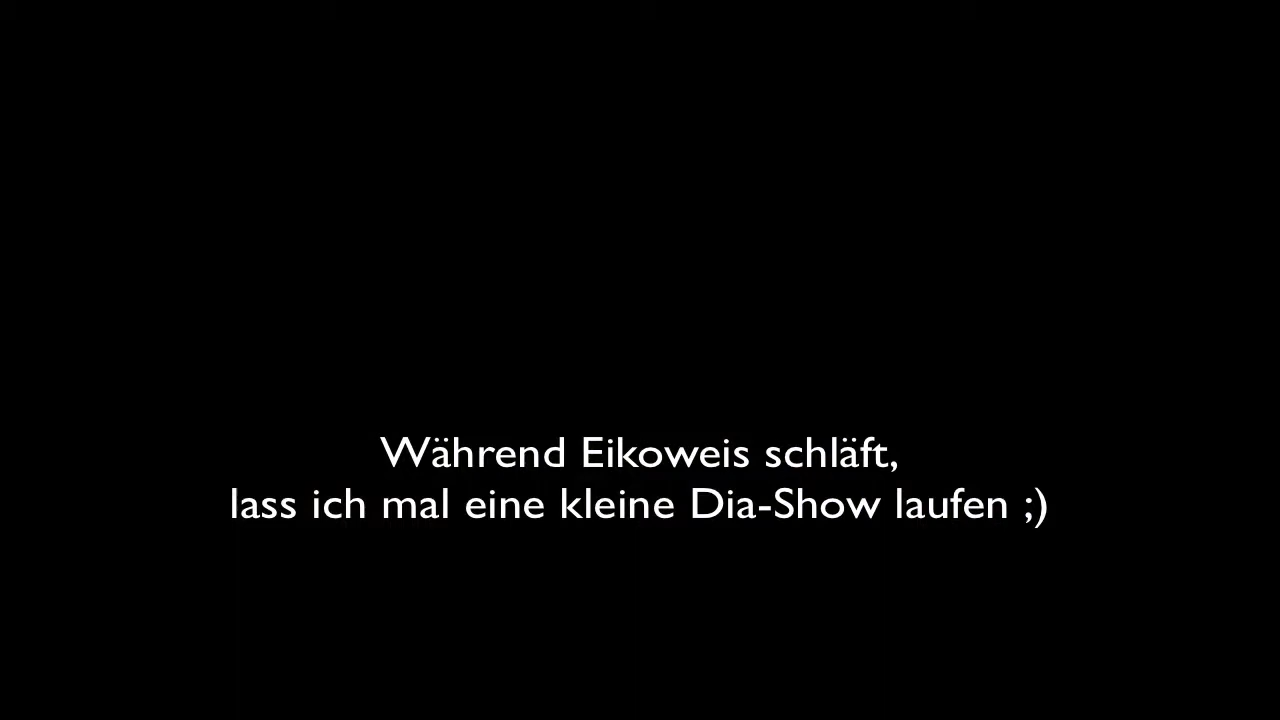 Während Eikoweis schläft,
lass ich mal eine kleine Dia-Show laufen ;)